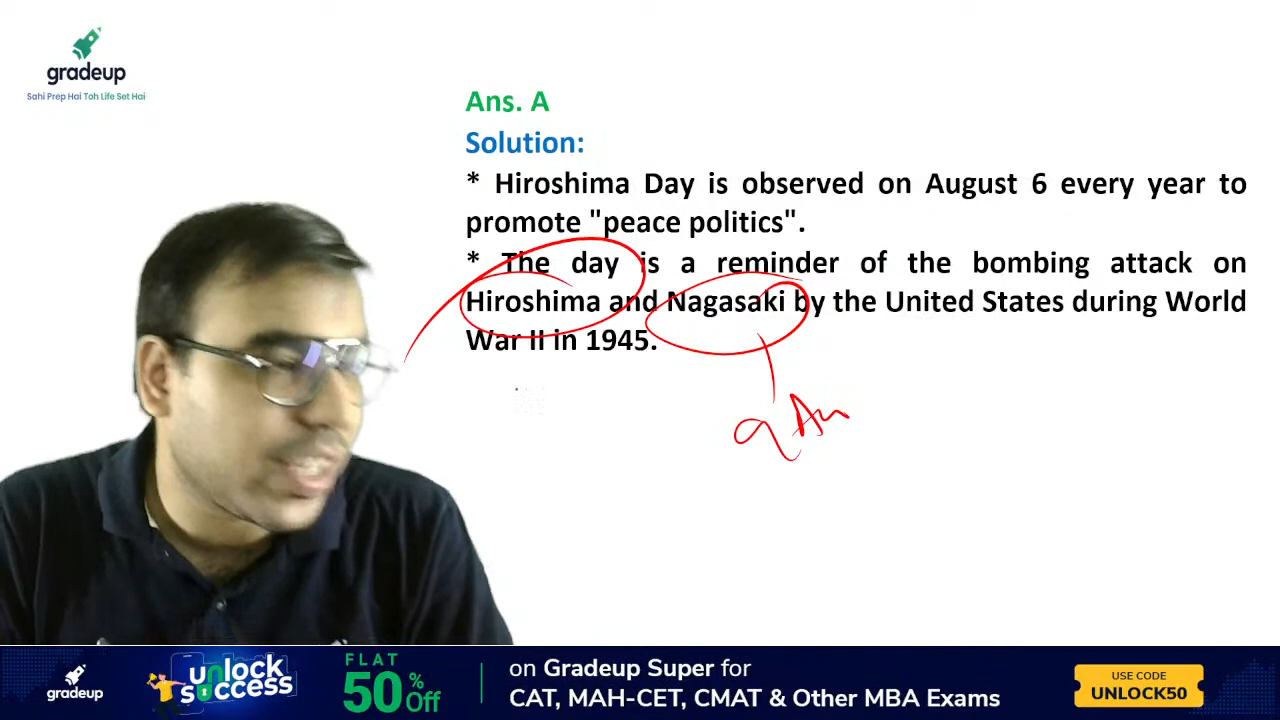 gradeup
Sahi Prep Hai Toh Life Set Hai
Ans. A
Solution:
* Hiroshima Day is observed on August 6 every year to
promote "peace politics".
* The day is a reminder of the bombing attack on
Hiroshima and Nagasaki by the United States during World
War II in 1945.
9 Au
gradeup
unlock
success
FLAT
50% Off
on Gradeup Super for
CAT, MAH-CET, CMAT & Other MBA Exams
USE CODE
UNLOCK50